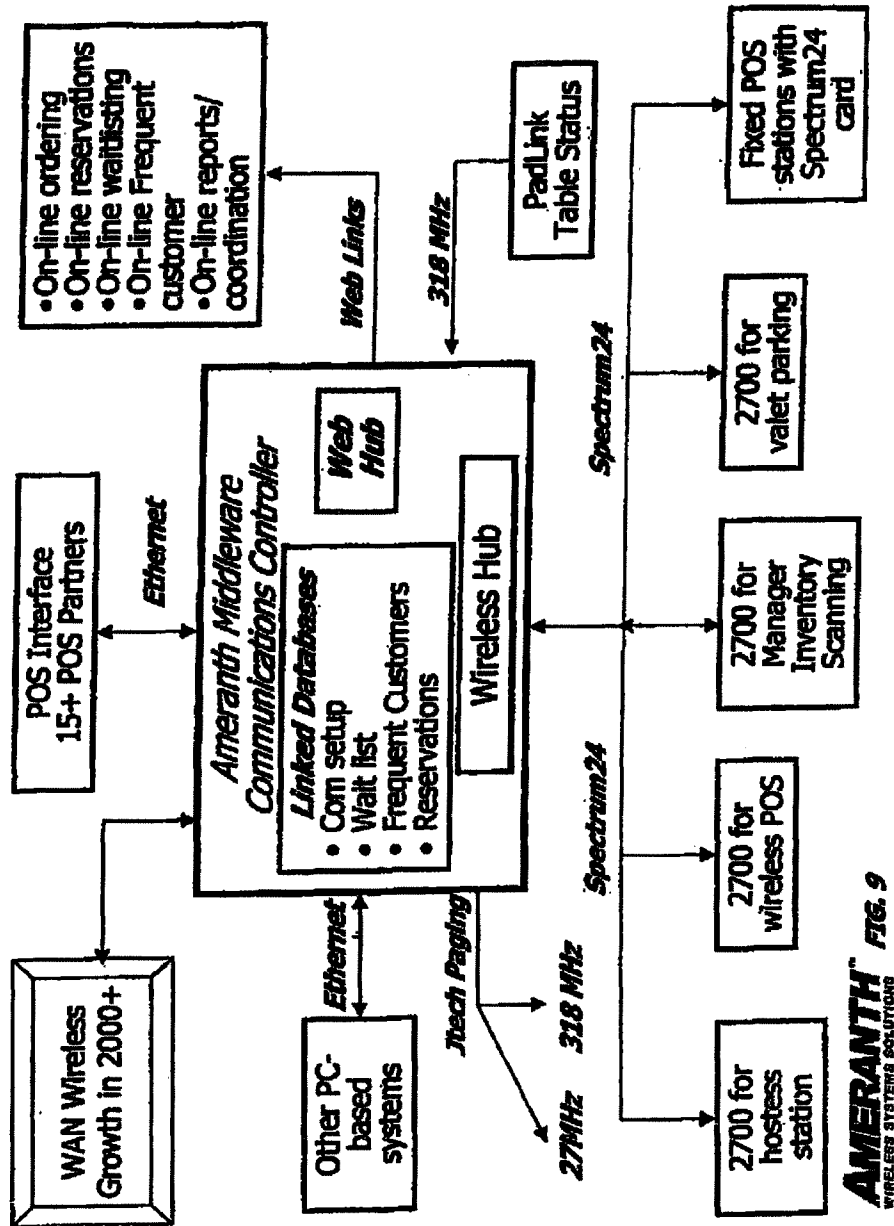 WAN Wireless
Growth in 2000+
POS Interface
15+ POS Partners
•On-line ordering
•On-line reservations
•On-line waitlisting
•On-line Frequent
customer
•On-line reports/
coordination
Ethernet
Web Links
Ameranth Middleware
Communications Controller
Linked Databases
• Com setup
• Wait list
• Frequent Customers
• Reservations
Web
Hub
Wireless Hub
Ethernet
Other PC-
based
systems
Jtech Paging
27MHz
318 MHz
318 MHz
PadLink
Table Status
Spectrum24
Spectrum24
2700 for
hostess
station
2700 for
wireless POS
2700 for
Manager
Inventory
Scanning
2700 for
valet parking
Fixed POS
stations with
Spectrum24
card
AMERANTH™ FIG. 9
WIRELESS SYSTEMS SOLUTIONS